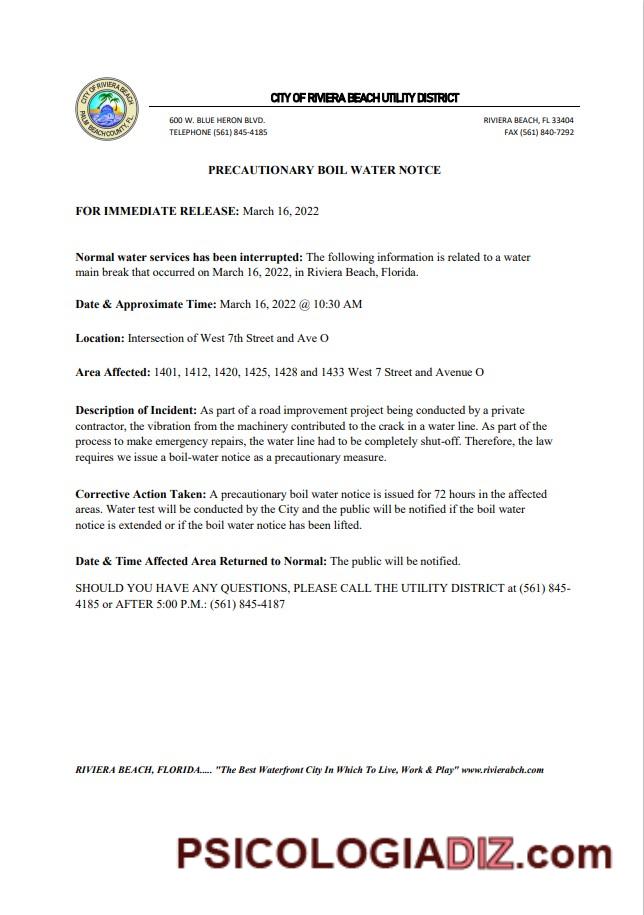 CITY OF RIVIERA BEACH
PALM BEACH COUNTY, FL
CITY OF RIVIERA BEACH UTILITY DISTRICT
600 W. BLUE HERON BLVD. RIVIERA BEACH, FL 33404
TELEPHONE (561) 845-4185 FAX (561) 840-7292
PRECAUTIONARY BOIL WATER NOTCE
FOR IMMEDIATE RELEASE: March 16, 2022
Normal water services has been interrupted: The following information is related to a water
main break that occurred on March 16, 2022, in Riviera Beach, Florida.
Date & Approximate Time: March 16, 2022 @ 10:30 AM
Location: Intersection of West 7th Street and Ave O
Area Affected: 1401, 1412, 1420, 1425, 1428 and 1433 West 7 Street and Avenue O
Description of Incident: As part of a road improvement project being conducted by a private
contractor, the vibration from the machinery contributed to the crack in a water line. As part of the
process to make emergency repairs, the water line had to be completely shut-off. Therefore, the law
requires we issue a boil-water notice as a precautionary measure.
Corrective Action Taken: A precautionary boil water notice is issued for 72 hours in the affected
areas. Water test will be conducted by the City and the public will be notified if the boil water
notice is extended or if the boil water notice has been lifted.
Date & Time Affected Area Returned to Normal: The public will be notified.
SHOULD YOU HAVE ANY QUESTIONS, PLEASE CALL THE UTILITY DISTRICT at (561) 845-
4185 or AFTER 5:00 P.M.: (561) 845-4187
RIVIERA BEACH, FLORIDA..... "The Best Waterfront City In Which To Live, Work & Play" www.rivierabch.com
PSICOLOGIADIZ.com